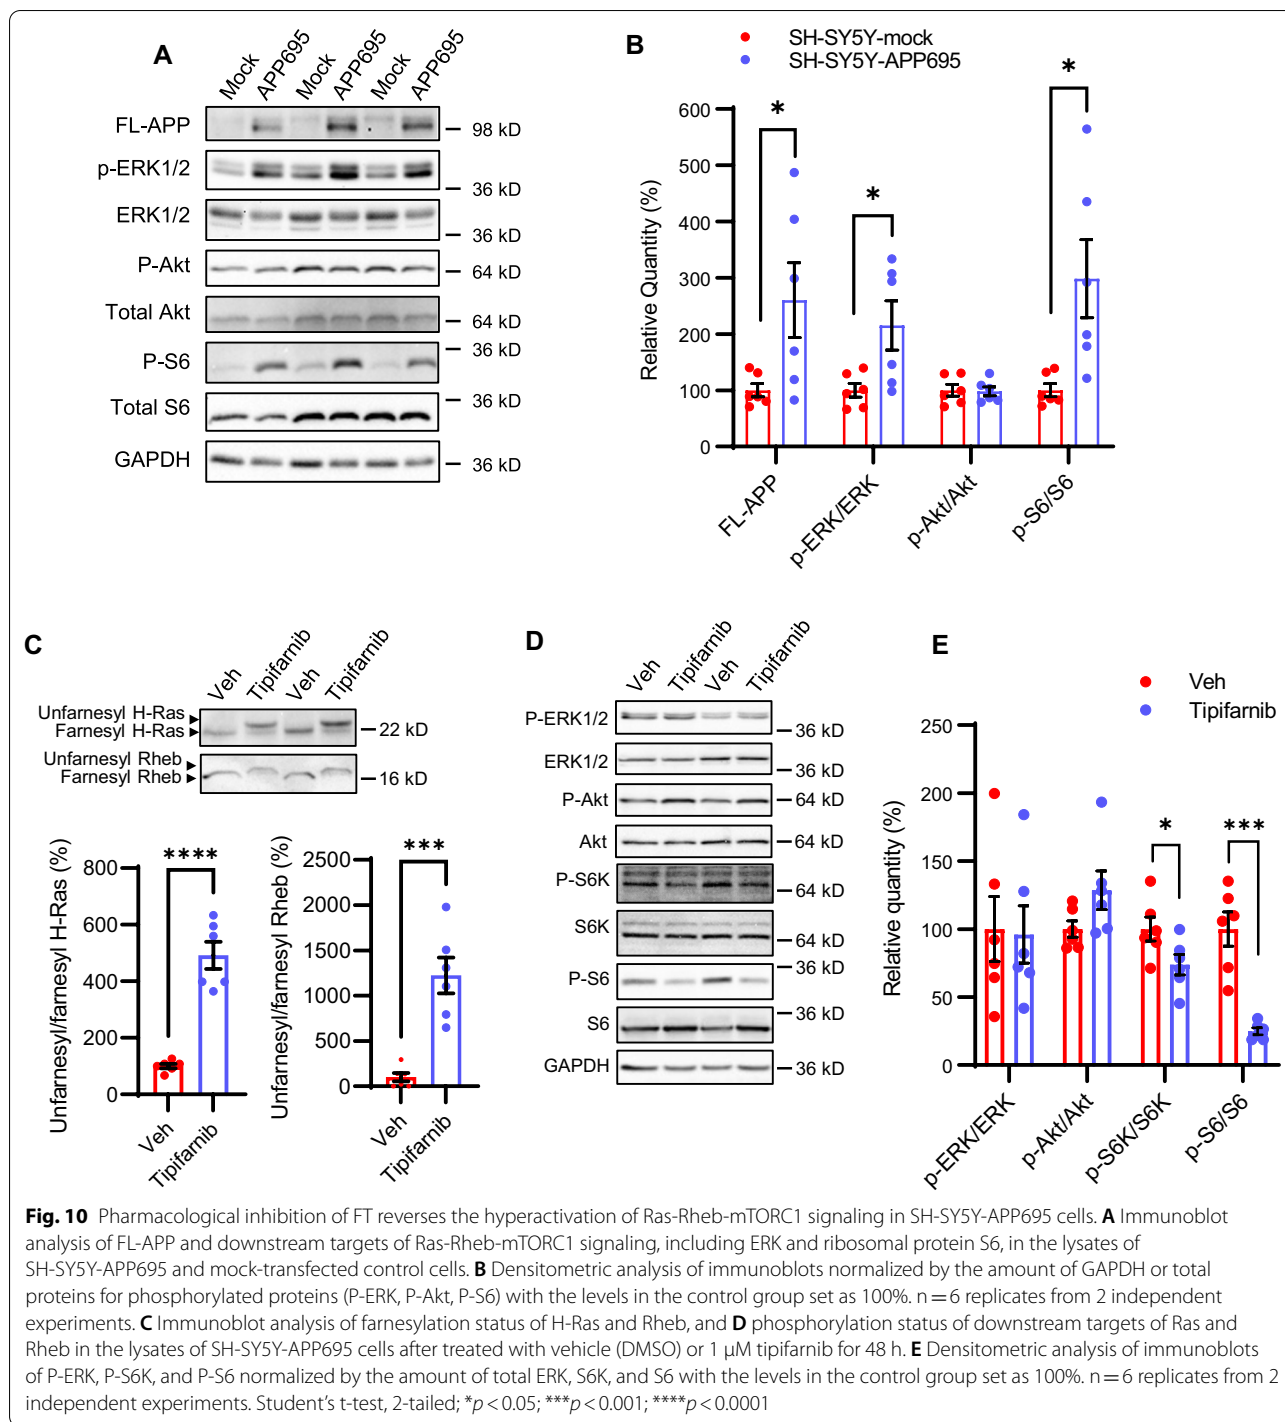 A
Mock
APP695
Mock
APP695
Mock
APP695
FL-APP
98 kD
p-ERK1/2
36 kD
ERK1/2
36 kD
P-Akt
64 kD
Total Akt
64 kD
P-S6
36 kD
Total S6
36 kD
GAPDH
36 kD
B
SH-SY5Y-mock
SH-SY5Y-APP695
Relative Quantity (%)
600
500
400
300
200
100
0
*
*
*
FL-APP
p-ERK/ERK
p-Akt/Akt
p-S6/S6
C
Veh
Tipifarnib
Veh
Tipifarnib
Unfarnesyl H-Ras
Farnesyl H-Ras
22 kD
Unfarnesyl Rheb
Farnesyl Rheb
16 kD
Unfarnesyl/farnesyl H-Ras (%)
800
600
400
200
0
****
Veh
Tipifarnib
Unfarnesyl/farnesyl Rheb (%)
2500
2000
1500
1000
500
0
***
Veh
Tipifarnib
D
Veh
Tipifarnib
Veh
Tipifarnib
P-ERK1/2
36 kD
ERK1/2
36 kD
P-Akt
64 kD
Akt
64 kD
P-S6K
64 kD
S6K
64 kD
P-S6
36 kD
S6
36 kD
GAPDH
36 kD
E
Veh
Tipifarnib
Relative quantity (%)
250
200
150
100
50
0
*
***
p-ERK/ERK
p-Akt/Akt
p-S6K/S6K
p-S6/S6
Fig. 10 Pharmacological inhibition of FT reverses the hyperactivation of Ras-Rheb-mTORC1 signaling in SH-SY5Y-APP695 cells. A Immunoblot
analysis of FL-APP and downstream targets of Ras-Rheb-mTORC1 signaling, including ERK and ribosomal protein S6, in the lysates of
SH-SY5Y-APP695 and mock-transfected control cells. B Densitometric analysis of immunoblots normalized by the amount of GAPDH or total
proteins for phosphorylated proteins (P-ERK, P-Akt, P-S6) with the levels in the control group set as 100%. n = 6 replicates from 2 independent
experiments. C Immunoblot analysis of farnesylation status of H-Ras and Rheb, and D phosphorylation status of downstream targets of Ras and
Rheb in the lysates of SH-SY5Y-APP695 cells after treated with vehicle (DMSO) or 1 μM tipifarnib for 48 h. E Densitometric analysis of immunoblots
of P-ERK, P-S6K, and P-S6 normalized by the amount of total ERK, S6K, and S6 with the levels in the control group set as 100%. n = 6 replicates from 2
independent experiments. Student's t-test, 2-tailed; *p < 0.05; ***p < 0.001; ****p < 0.0001